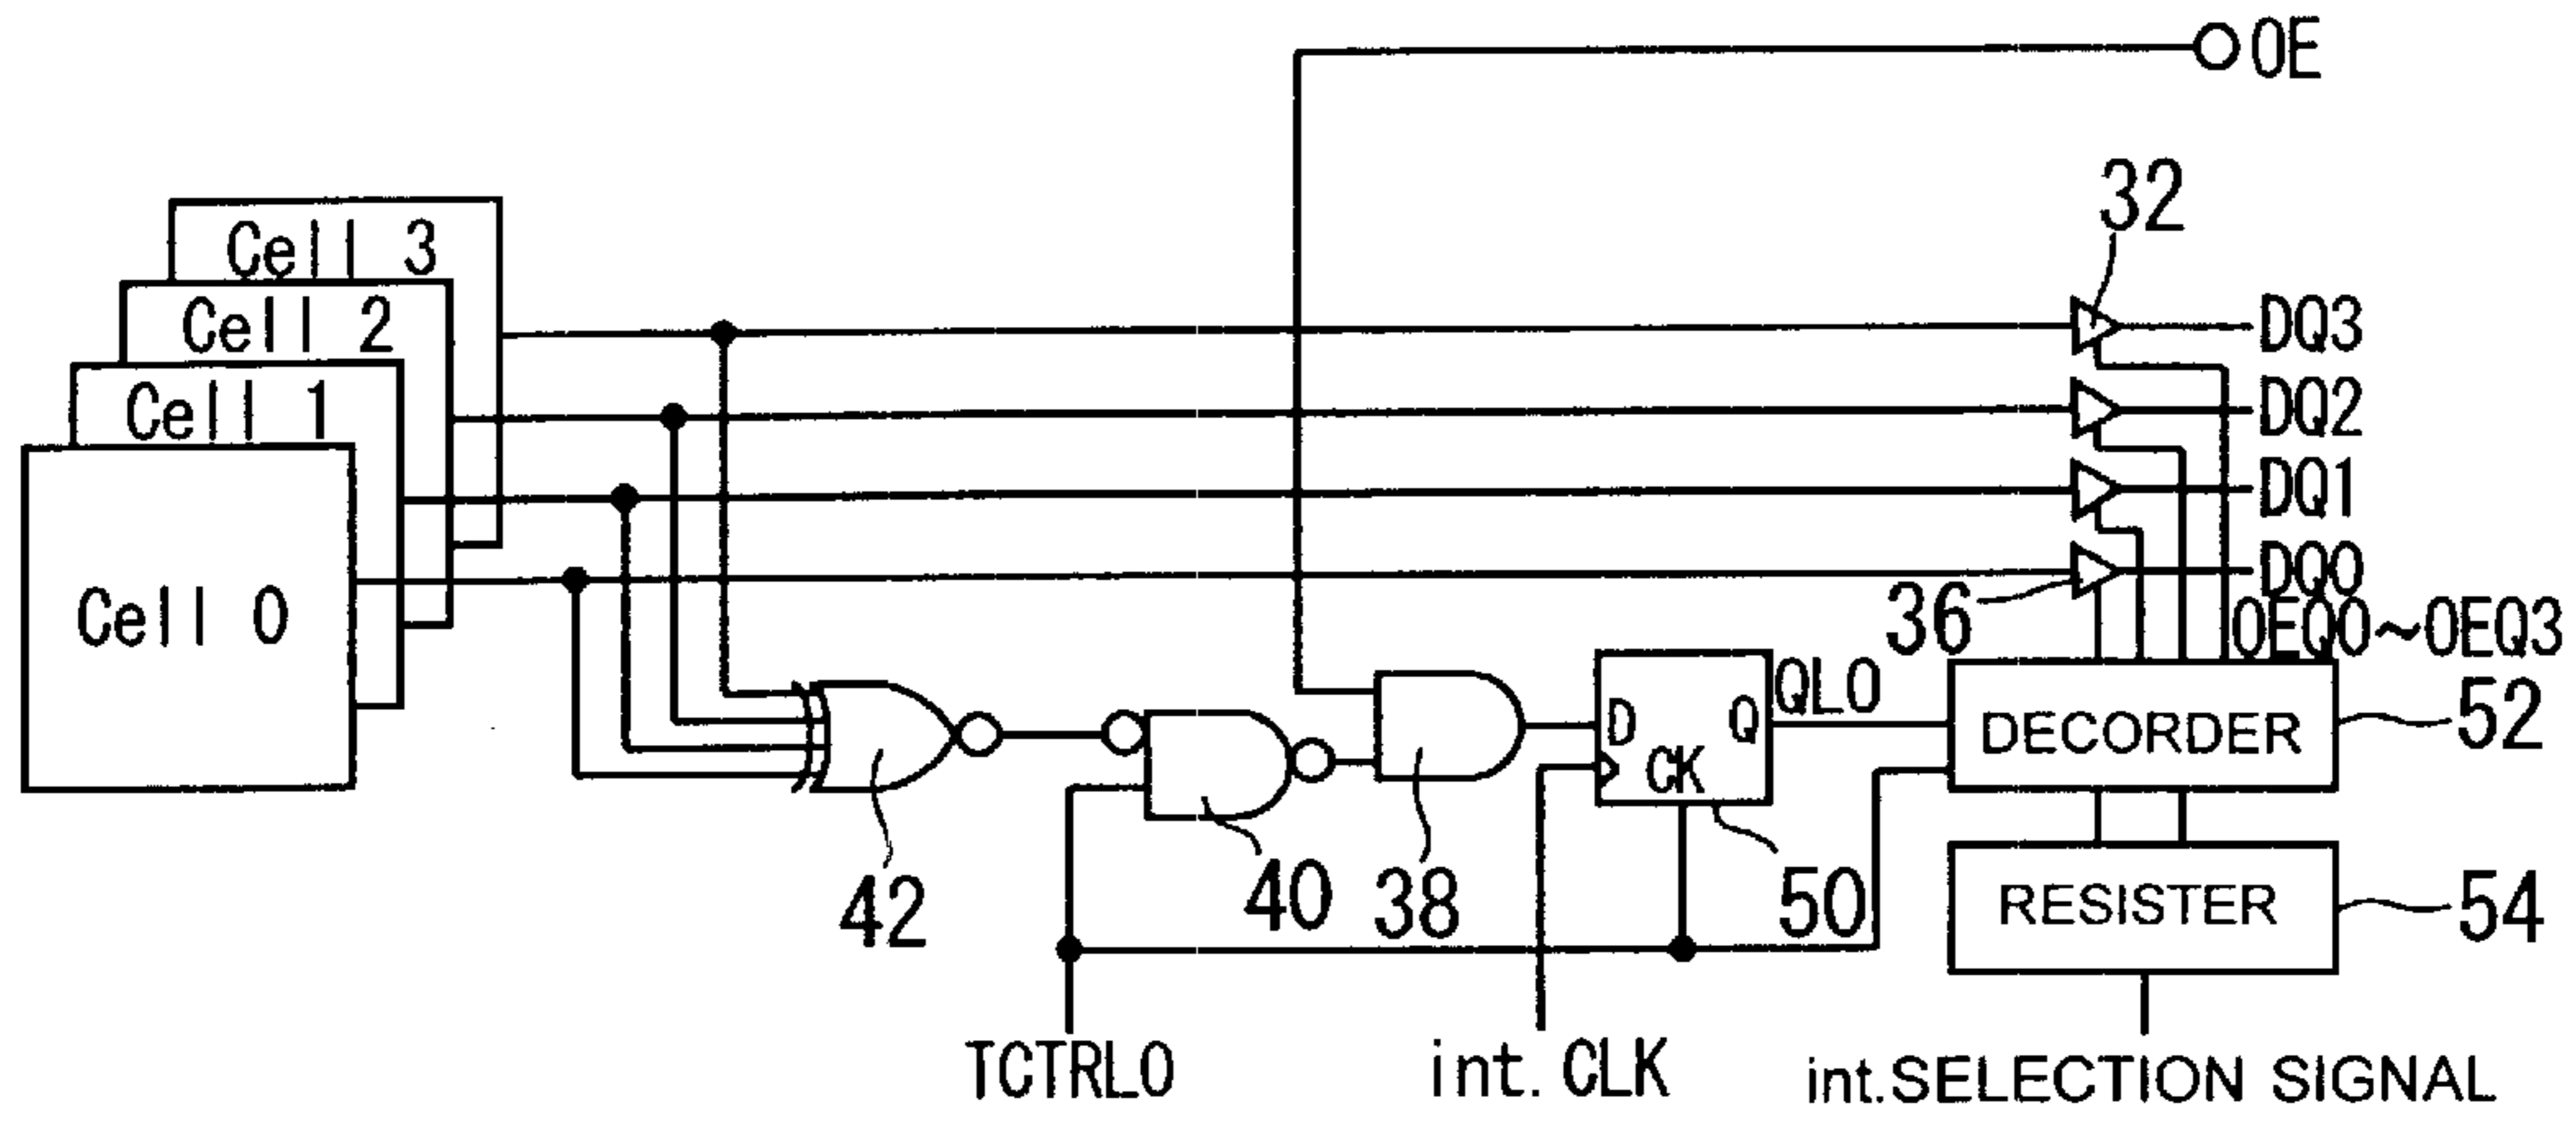 OE
32
Cell 3
Cell 2
Cell 1
Cell 0
DQ3
DQ2
DQ1
DQ0
36
OEQ0~OEQ3
D
Q
CK
QL0
DECORDER
52
42
40
38
50
RESISTER
54
TCTRL0
int. CLK
int.SELECTION SIGNAL